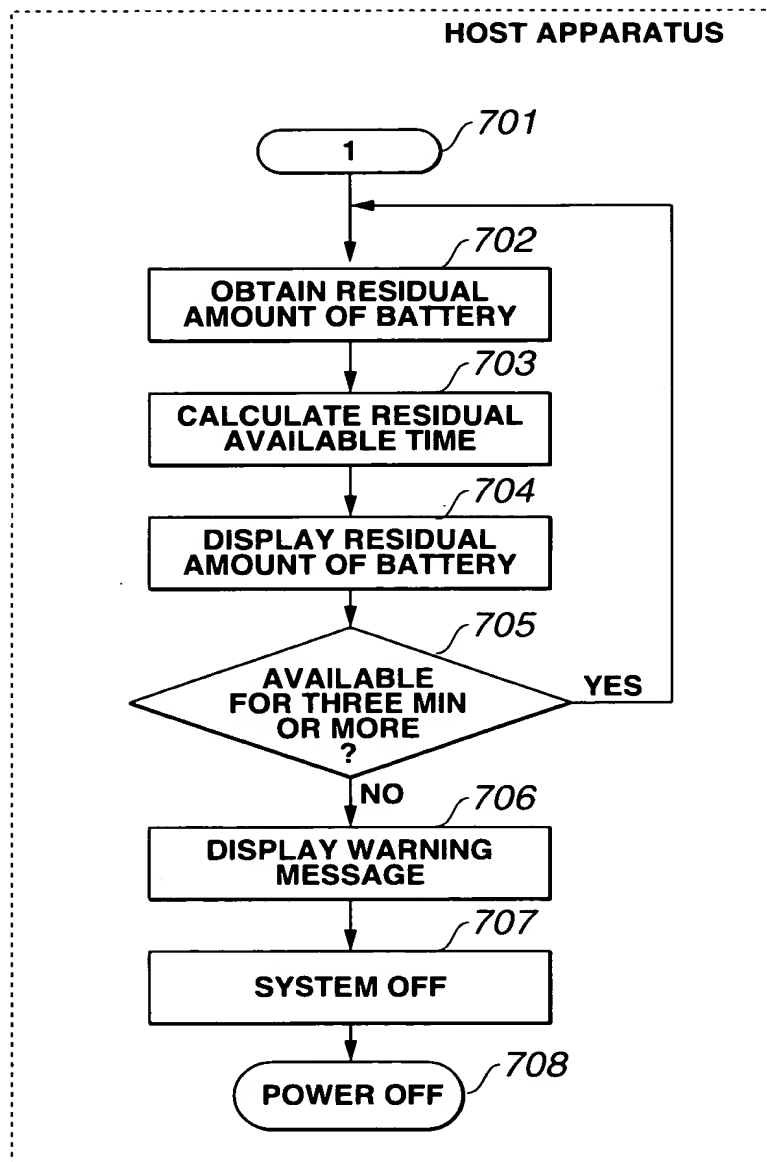 HOST APPARATUS
701
1
702
OBTAIN RESIDUAL
AMOUNT OF BATTERY
703
CALCULATE RESIDUAL
AVAILABLE TIME
704
DISPLAY RESIDUAL
AMOUNT OF BATTERY
705
AVAILABLE
FOR THREE MIN
OR MORE
?
YES
NO
706
DISPLAY WARNING
MESSAGE
707
SYSTEM OFF
708
POWER OFF